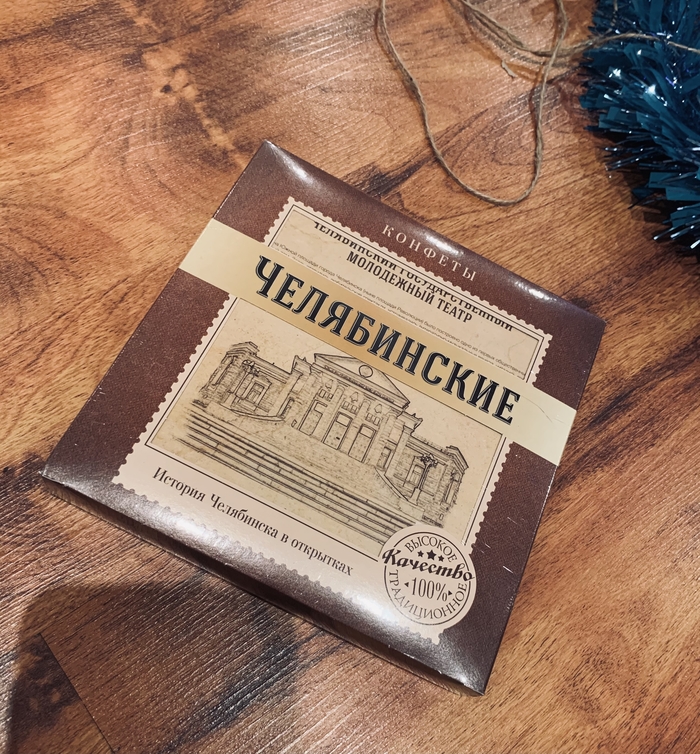 КОНФЕТЫ
ЧЕЛЯБИНСКИЙ ГОСУДАРСТВЕННЫЙ
МОЛОДЕЖНЫЙ ТЕАТР
ЧЕЛЯБИНСКИЕ
История Челябинска в открытках
ВЫСОКОЕ
Качество
100%
ТРАДИЦИОННОЕ